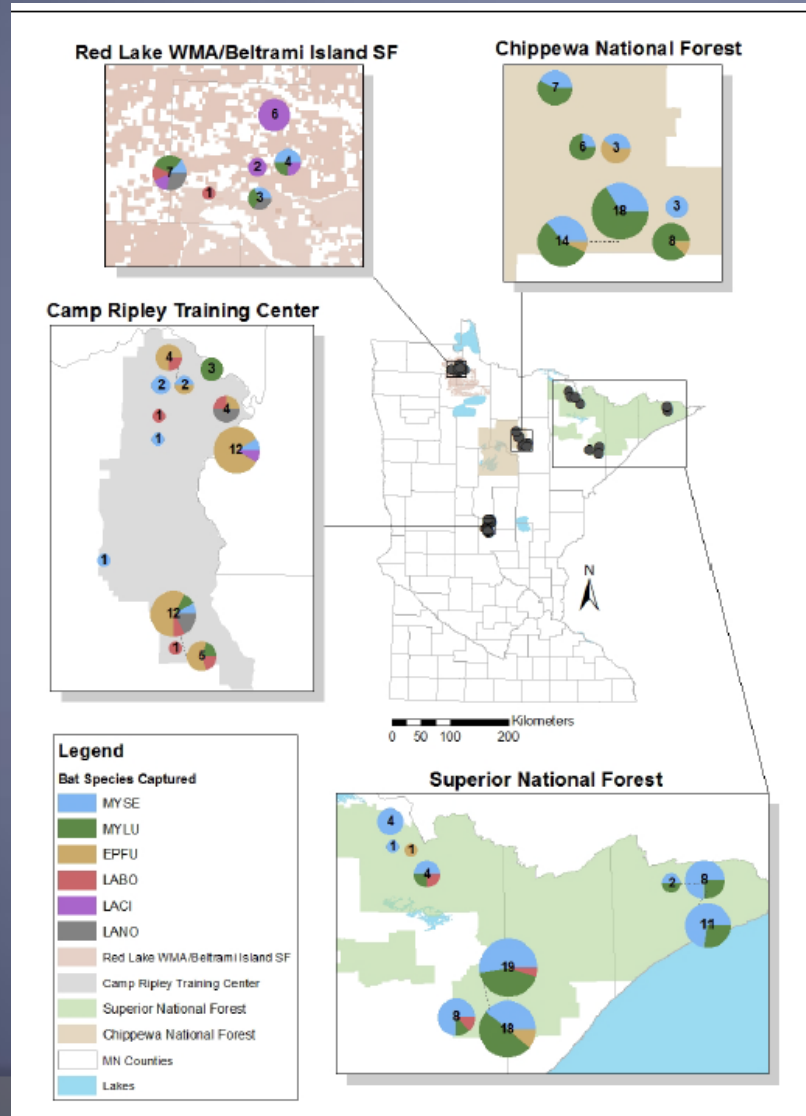 Red Lake WMA/Beltrami Island SF
6
7
2
4
1
3
Chippewa National Forest
7
6
3
18
3
14
8
Camp Ripley Training Center
4
3
2
2
1
4
1
12
1
12
1
5
N
Kilometers
0 50 100 200
Legend
Bat Species Captured
MYSE
MYLU
EPFU
LABO
LACI
LANO
Red Lake WMA/Beltrami Island SF
Camp Ripley Training Center
Superior National Forest
Chippewa National Forest
MN Counties
Lakes
Superior National Forest
4
1
1
4
2
8
11
19
8
18